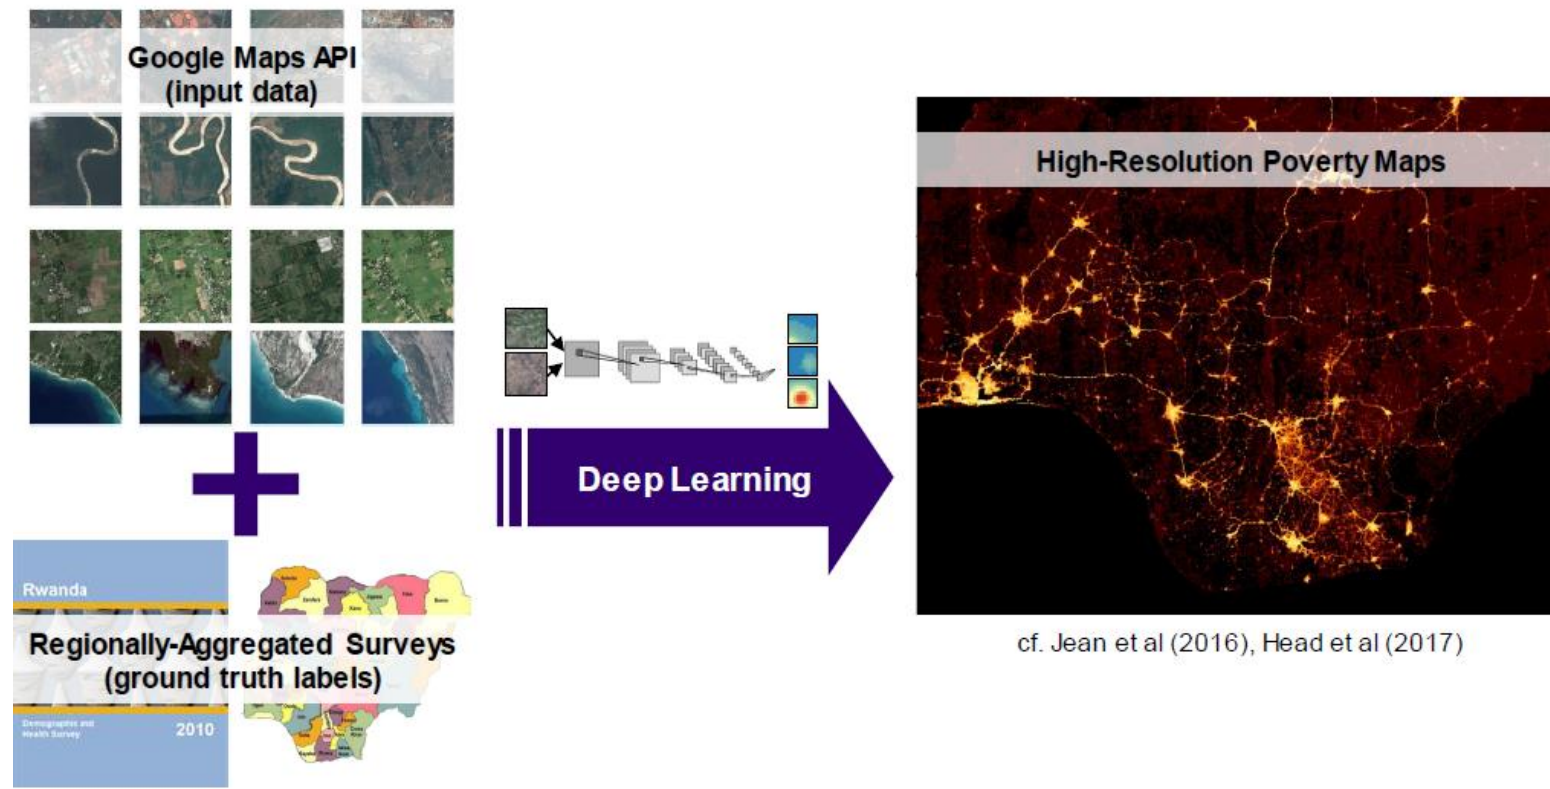 Google Maps API
(input data)
High-Resolution Poverty Maps
Deep Learning
Rwanda
Regionally-Aggregated Surveys
(ground truth labels)
Demographic and
Health Survey
2010
cf. Jean et al (2016), Head et al (2017)